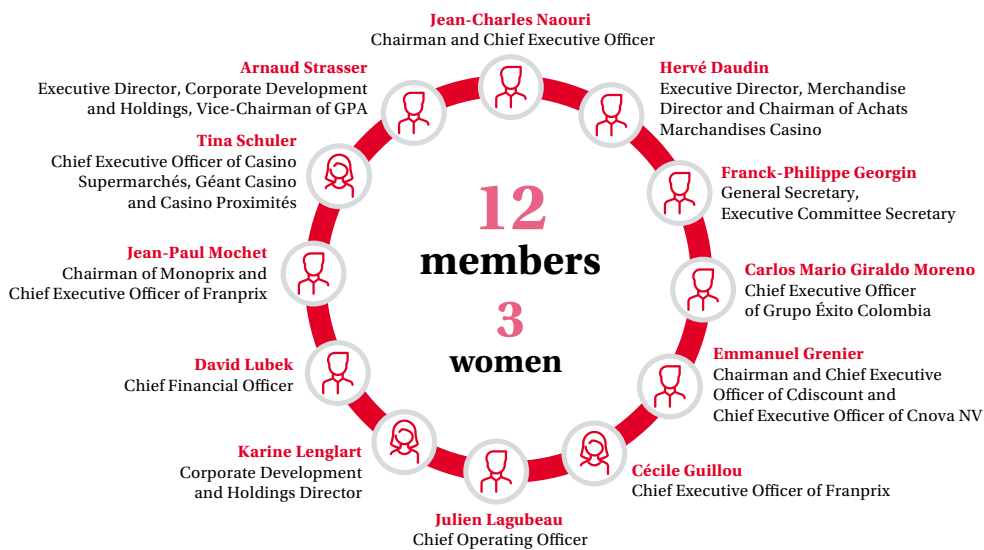 Jean-Charles Naouri
Chairman and Chief Executive Officer
Arnaud Strasser
Executive Director, Corporate Development
and Holdings, Vice-Chairman of GPA
Hervé Daudin
Executive Director, Merchandise
Director and Chairman of Achats
Marchandises Casino
Tina Schuler
Chief Executive Officer of Casino
Supermarchés, Géant Casino
and Casino Proximités
Franck-Philippe Georgin
General Secretary,
Executive Committee Secretary
12
members
3
women
Jean-Paul Mochet
Chairman of Monoprix and
Chief Executive Officer of Franprix
Carlos Mario Giraldo Moreno
Chief Executive Officer
of Grupo Éxito Colombia
David Lubek
Chief Financial Officer
Emmanuel Grenier
Chairman and Chief Executive
Officer of Cdiscount and
Chief Executive Officer of Cnova NV
Karine Lenglart
Corporate Development
and Holdings Director
Cécile Guillou
Chief Executive Officer of Franprix
Julien Lagubeau
Chief Operating Officer